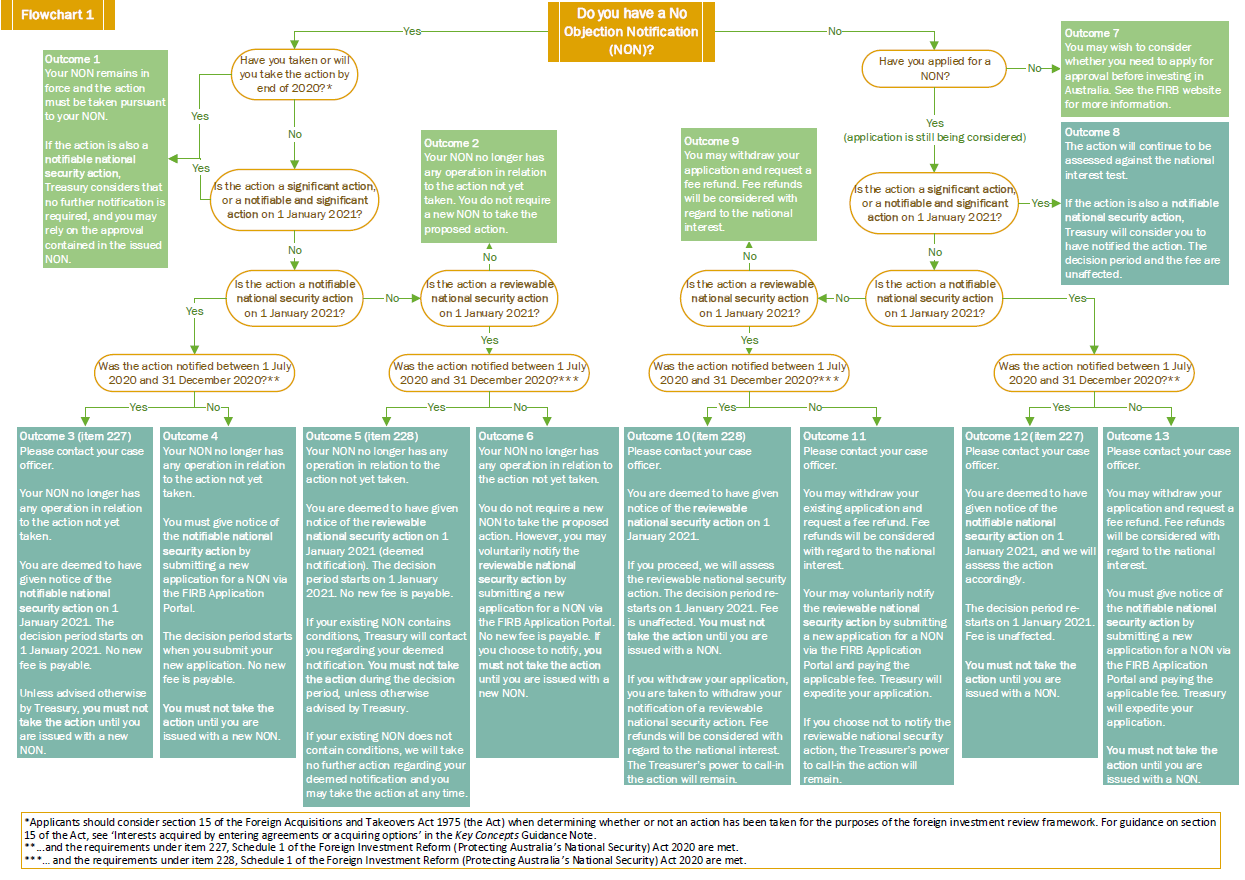 Flowchart 1
Do you have a No
Objection Notification
(NON)?
Yes
No
Outcome 1
Your NON remains in
force and the action
must be taken pursuant
to your NON.
If the action is also a
notifiable national
security action,
Treasury considers that
no further notification is
required, and you may
rely on the approval
contained in the issued
NON.
Have you taken or will
you take the action by
end of 2020?*
Yes
No
Yes
Is the action a significant action,
or a notifiable and significant
action on 1 January 2021?
No
Outcome 2
Your NON no longer has
any operation in relation
to the action not yet
taken. You do not require
a new NON to take the
proposed action.
No
Is the action a notifiable
national security action
on 1 January 2021?
No
Yes
Is the action a reviewable
national security action
on 1 January 2021?
Yes
Was the action notified between 1 July
2020 and 31 December 2020?**
Yes
No
Was the action notified between 1 July
2020 and 31 December 2020?***
Yes
No
Have you applied for a
NON?
No
Outcome 7
You may wish to consider
whether you need to apply for
approval before investing in
Australia. See the FIRB website
for more information.
Yes
(application is still being considered)
Outcome 8
The action will continue to be
assessed against the national
interest test.
If the action is also a notifiable
national security action,
Treasury will consider you to
have notified the action. The
decision period and the fee are
unaffected.
Outcome 9
You may withdraw your
application and request a
fee refund. Fee refunds
will be considered with
regard to the national
interest.
Is the action a significant action,
or a notifiable and significant
action on 1 January 2021?
Yes
No
No
Is the action a reviewable
national security action
on 1 January 2021?
No
Is the action a notifiable
national security action
on 1 January 2021?
Yes
Yes
Was the action notified between 1 July
2020 and 31 December 2020?***
Yes
No
Was the action notified between 1 July
2020 and 31 December 2020?**
Yes
No
Outcome 3 (item 227)
Please contact your case
officer.
Your NON no longer has
any operation in relation
to the action not yet
taken.
You are deemed to have
given notice of the
notifiable national
security action on 1
January 2021. The
decision period starts on
1 January 2021. No new
fee is payable.
Unless advised otherwise
by Treasury, you must not
take the action until you
are issued with a new
NON.
Outcome 4
Your NON no longer has
any operation in relation
to the action not yet
taken.
You must give notice of
the notifiable national
security action by
submitting a new
application for a NON via
the FIRB Application
Portal.
The decision period starts
when you submit your
new application. No new
fee is payable.
You must not take the
action until you are
issued with a new NON.
Outcome 5 (item 228)
Your NON no longer has any
operation in relation to the
action not yet taken.
You are deemed to have given
notice of the reviewable
national security action on 1
January 2021 (deemed
notification). The decision
period starts on 1 January
2021. No new fee is payable.
If your existing NON contains
conditions, Treasury will contact
you regarding your deemed
notification. You must not take
the action during the decision
period, unless otherwise
advised by Treasury.
If your existing NON does not
contain conditions, we will take
no further action regarding your
deemed notification and you
may take the action at any time.
Outcome 6
Your NON no longer has
any operation in relation to
the action not yet taken.
You do not require a new
NON to take the proposed
action. However, you may
voluntarily notify the
reviewable national
security action by
submitting a new
application for a NON via
the FIRB Application Portal.
No new fee is payable. If
you choose to notify, you
must not take the action
until you are issued with a
new NON.
Outcome 10 (item 228)
Please contact your case
officer.
You are deemed to have given
notice of the reviewable
national security action on 1
January 2021.
If you proceed, we will assess
the reviewable national security
action. The decision period re-
starts on 1 January 2021. Fee
is unaffected. You must not
take the action until you are
issued with a NON.
If you withdraw your application,
you are taken to withdraw your
notification of a reviewable
national security action. Fee
refunds will be considered with
regard to the national interest.
The Treasurer's power to call-in
the action will remain.
Outcome 11
Please contact your case
officer.
You may withdraw your
existing application and
request a fee refund. Fee
refunds will be considered
with regard to the national
interest.
Your may voluntarily notify
the reviewable national
security action by submitting
a new application for a NON
via the FIRB Application
Portal and paying the
applicable fee. Treasury will
expedite your application.
If you choose not to notify the
reviewable national security
action, the Treasurer's power
to call-in the action will
remain.
Outcome 12 (item 227)
Please contact your case
officer.
You are deemed to have
given notice of the
notifiable national
security action on 1
January 2021, and we will
assess the action
accordingly.
The decision period re-
starts on 1 January 2021.
Fee is unaffected.
You must not take the
action until you are
issued with a NON.
Outcome 13
Please contact your case
officer.
You may withdraw your
application and request a
fee refund. Fee refunds
will be considered with
regard to the national
interest.
You must give notice of
the notifiable national
security action by
submitting a new
application for a NON via
the FIRB Application
Portal and paying the
applicable fee. Treasury
will expedite your
application.
You must not take the
action until you are
issued with a NON.
*Applicants should consider section 15 of the Foreign Acquisitions and Takeovers Act 1975 (the Act) when determining whether or not an action has been taken for the purposes of the foreign investment review framework. For guidance on section
15 of the Act, see 'Interests acquired by entering agreements or acquiring options' in the Key Concepts Guidance Note.
**...and the requirements under item 227, Schedule 1 of the Foreign Investment Reform (Protecting Australia's National Security) Act 2020 are met.
***... and the requirements under item 228, Schedule 1 of the Foreign Investment Reform (Protecting Australia's National Security) Act 2020 are met.